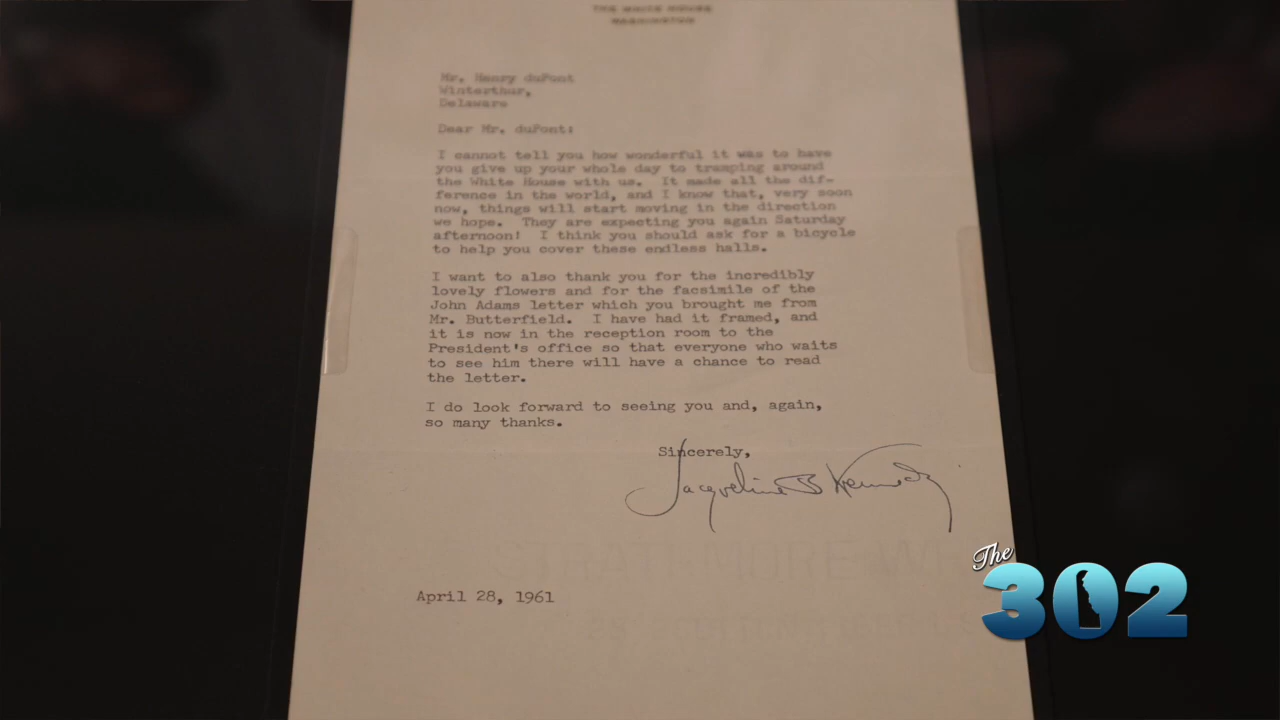 THE WHITE HOUSE
WASHINGTON
Mr. Henry duPont
Winterthur,
Delaware
Dear Mr. duPont:
I cannot tell you how wonderful it was to have
you give up your whole day to tramping around
the White House with us.  It made all the dif-
ference in the world, and I know that, very soon
now, things will start moving in the direction
we hope.  They are expecting you again Saturday
afternoon!  I think you should ask for a bicycle
to help you cover these endless halls.
I want to also thank you for the incredibly
lovely flowers and for the facsimile of the
John Adams letter which you brought me from
Mr. Butterfield.  I have had it framed, and
it is now in the reception room to the
President's office so that everyone who waits
to see him there will have a chance to read
the letter.
I do look forward to seeing you and, again,
so many thanks.
Sincerely,
Jacqueline B Kennedy
April 28, 1961
The
302